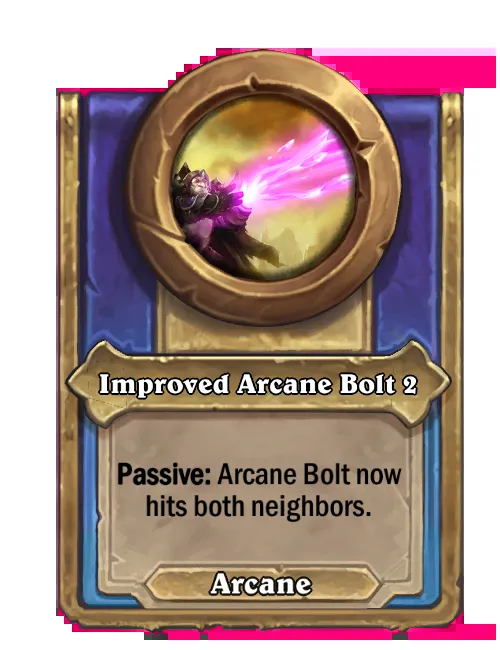 Improved Arcane Bolt 2
Passive: Arcane Bolt now
hits both neighbors.
Arcane